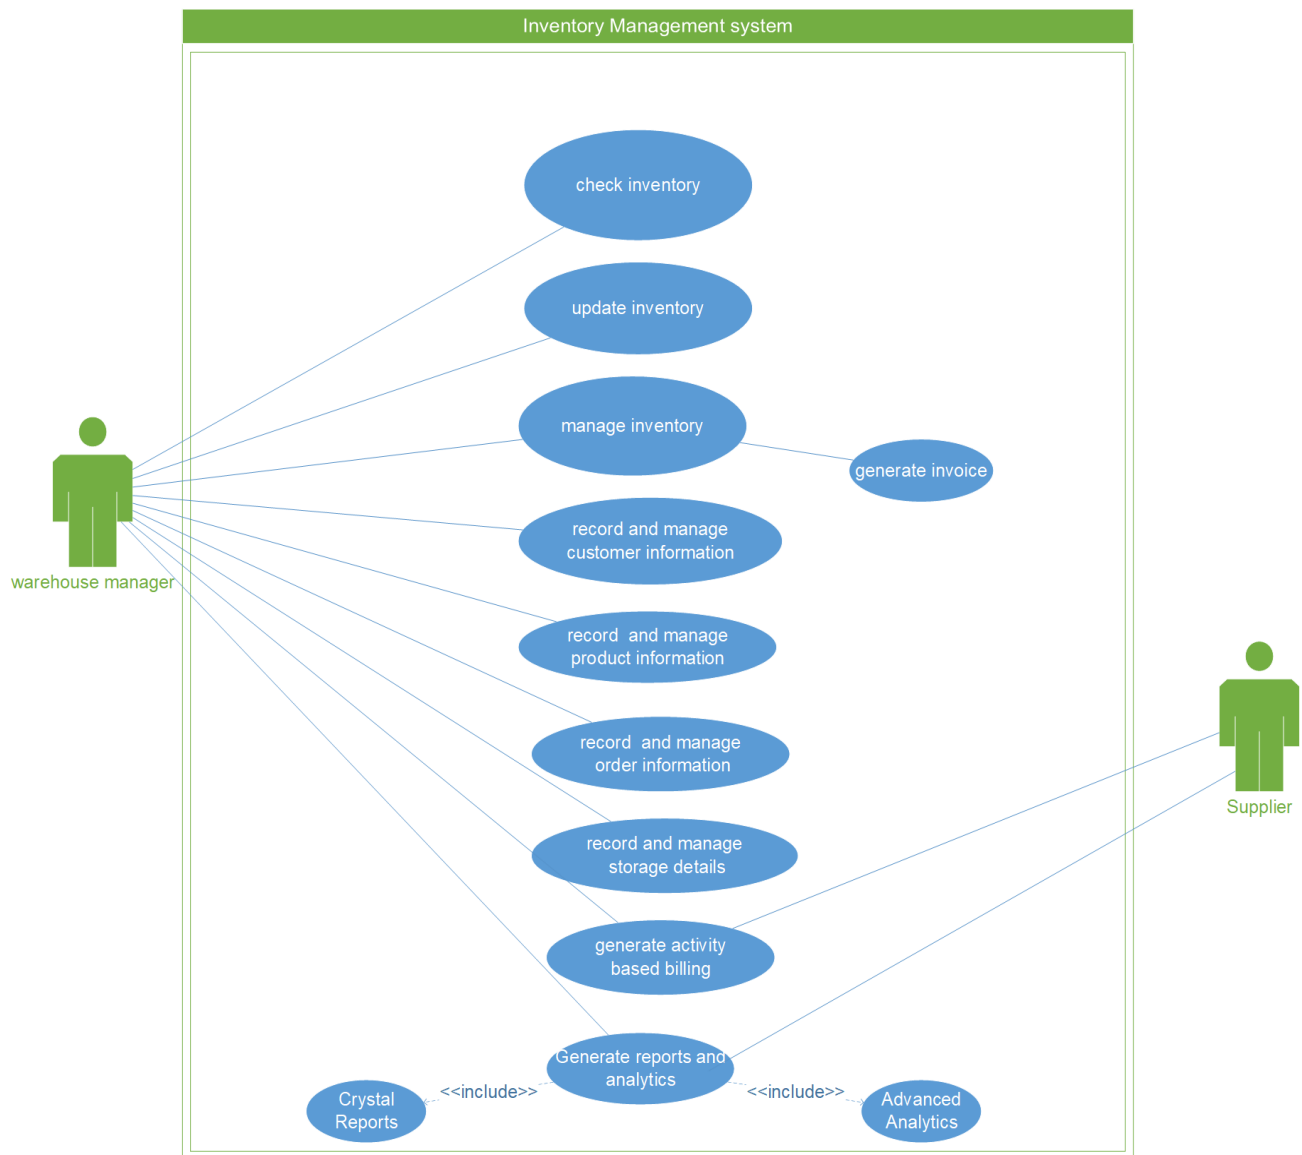 Inventory Management system
check inventory
update inventory
manage inventory
generate invoice
record and manage
customer information
warehouse manager
record  and manage
product information
record  and manage
order information
Supplier
record and manage
storage details
generate activity
based billing
Generate reports and
analytics
<<include>>
<<include>>
Crystal
Reports
Advanced
Analytics